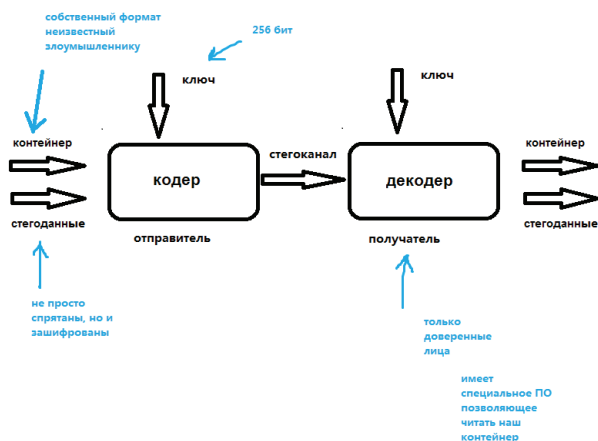 собственный формат
неизвестный
злоумышленнику
256 бит
ключ
ключ
контейнер
стегоданные
кодер
отправитель
стегоканал
декодер
получатель
контейнер
стегоданные
не просто
спрятаны, но и
зашифрованы
только
доверенные
лица
имеет
специальное ПО
позволяющее
читать наш
контейнер